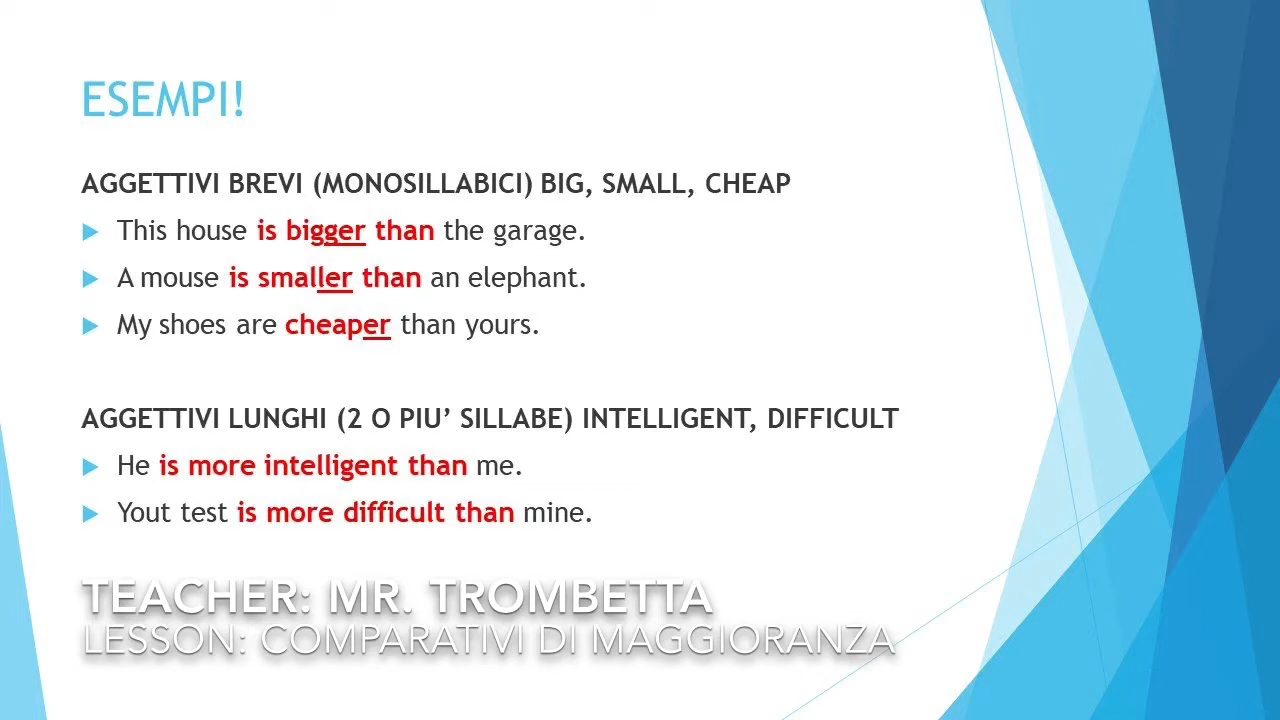 ESEMPI!
AGGETTIVI BREVI (MONOSILLABICI) BIG, SMALL, CHEAP
This house is bigger than the garage.
A mouse is smaller than an elephant.
My shoes are cheaper than yours.
AGGETTIVI LUNGHI (2 O PIU’ SILLABE) INTELLIGENT, DIFFICULT
He is more intelligent than me.
Yout test is more difficult than mine.
TEACHER: MR. TROMBETTA
LESSON: COMPARATIVI DI MAGGIORANZA